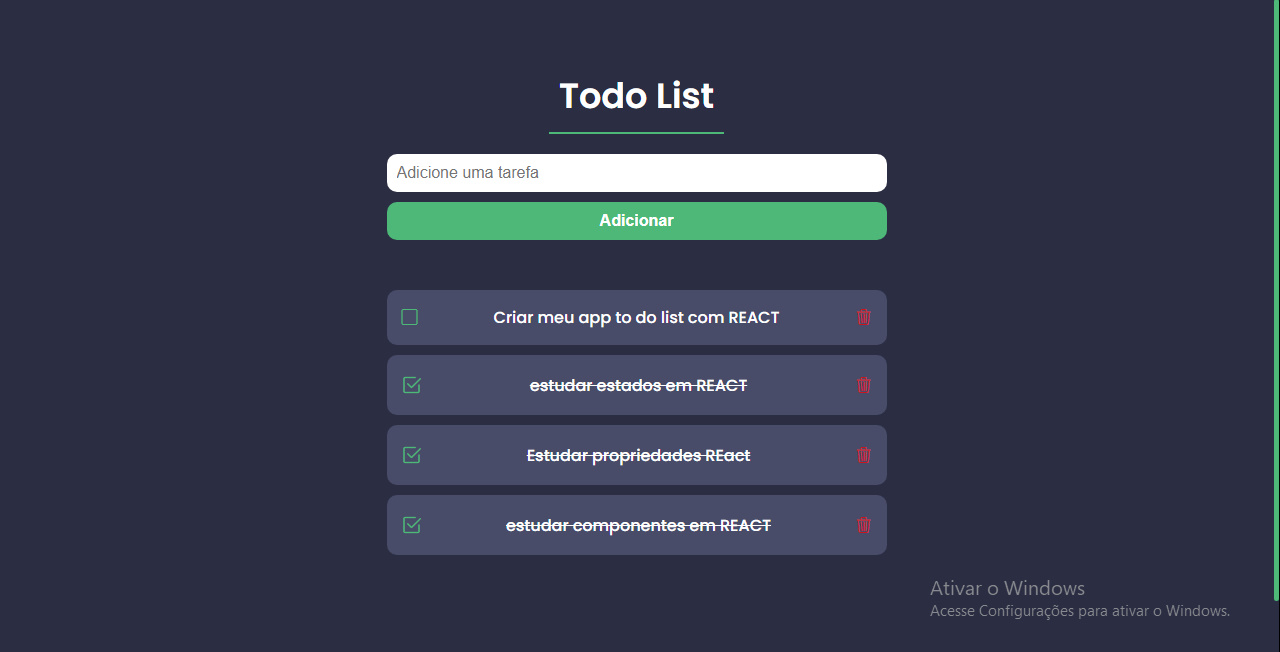 Todo List
Adicione uma tarefa
Adicionar
Criar meu app to do list com REACT
estudar estados em REACT
Estudar propriedades REact
estudar componentes em REACT
Ativar o Windows
Acesse Configurações para ativar o Windows.